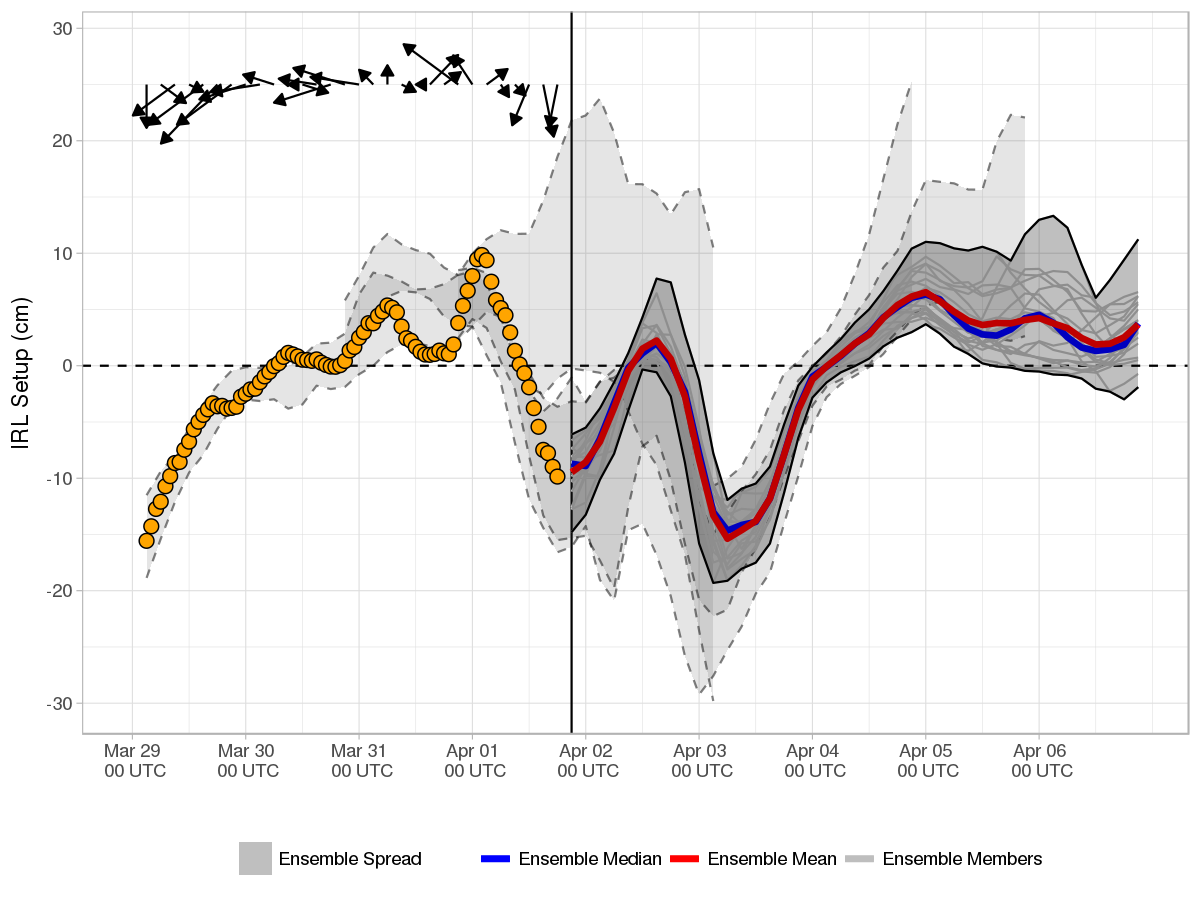 IRL Setup (cm)
30
20
10
0
-10
-20
-30
Mar 29 Mar 30 Mar 31 Apr 01 Apr 02 Apr 03 Apr 04 Apr 05 Apr 06
00 UTC 00 UTC 00 UTC 00 UTC 00 UTC 00 UTC 00 UTC 00 UTC 00 UTC
Ensemble Spread Ensemble Median Ensemble Mean Ensemble Members